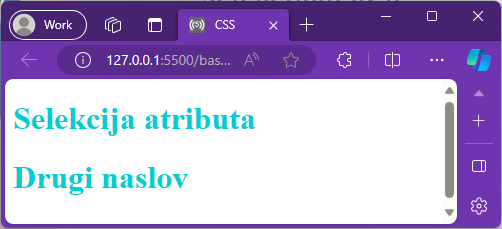 Work
CSS
127.0.0.1:5500/bas...
Selekcija atributa
Drugi naslov